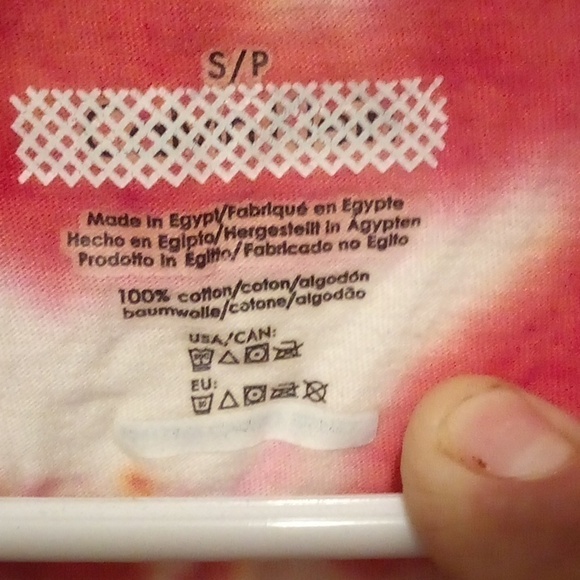 S/P
Made in Egypt/Fabriqué en Egypte
Hecho en Egipto/Hergestellt in Ägypten
Prodotto in Egitto/Fabricado no Egito
100% cotton/coton/algodón
baumwolle/cotone/algodão
USA/CAN:
EU:
30